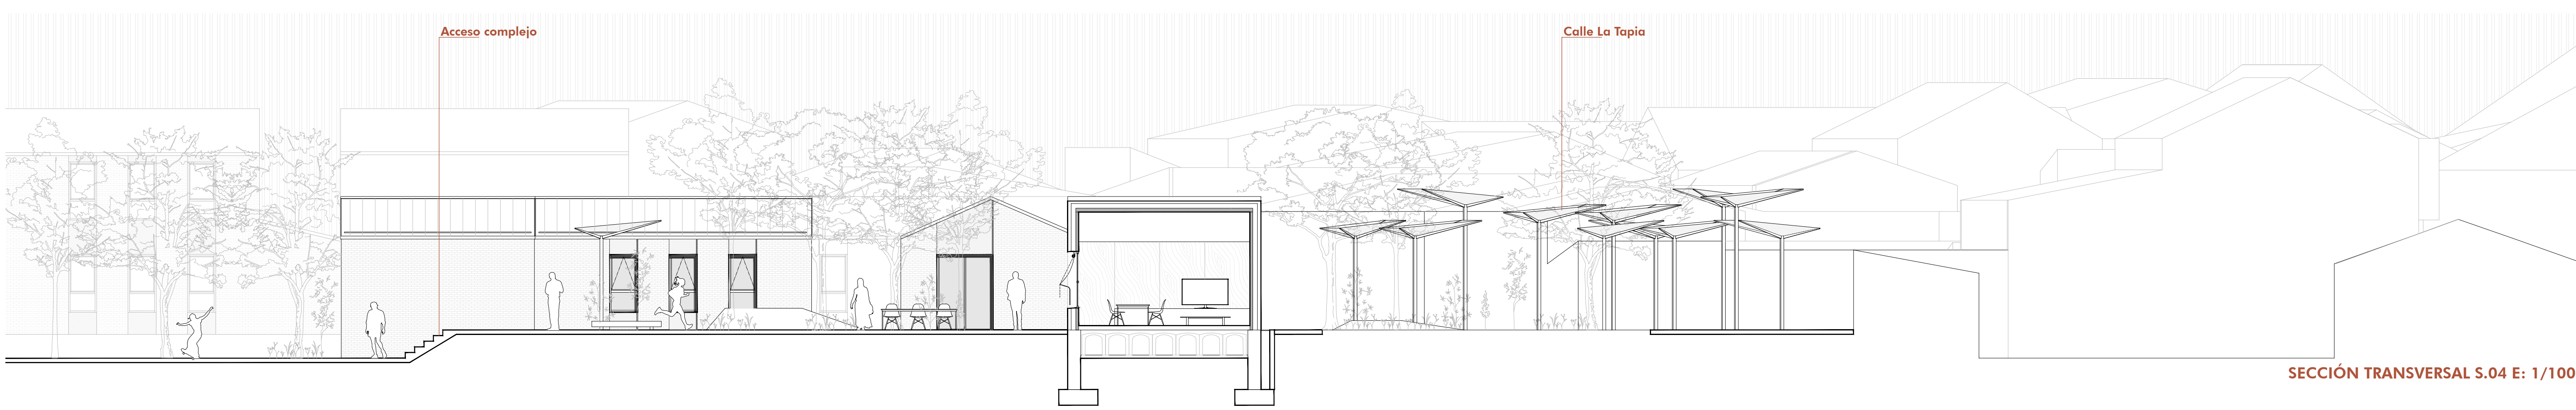 Acceso complejo
Calle La Tapia
SECCIÓN TRANSVERSAL S.04 E: 1/100